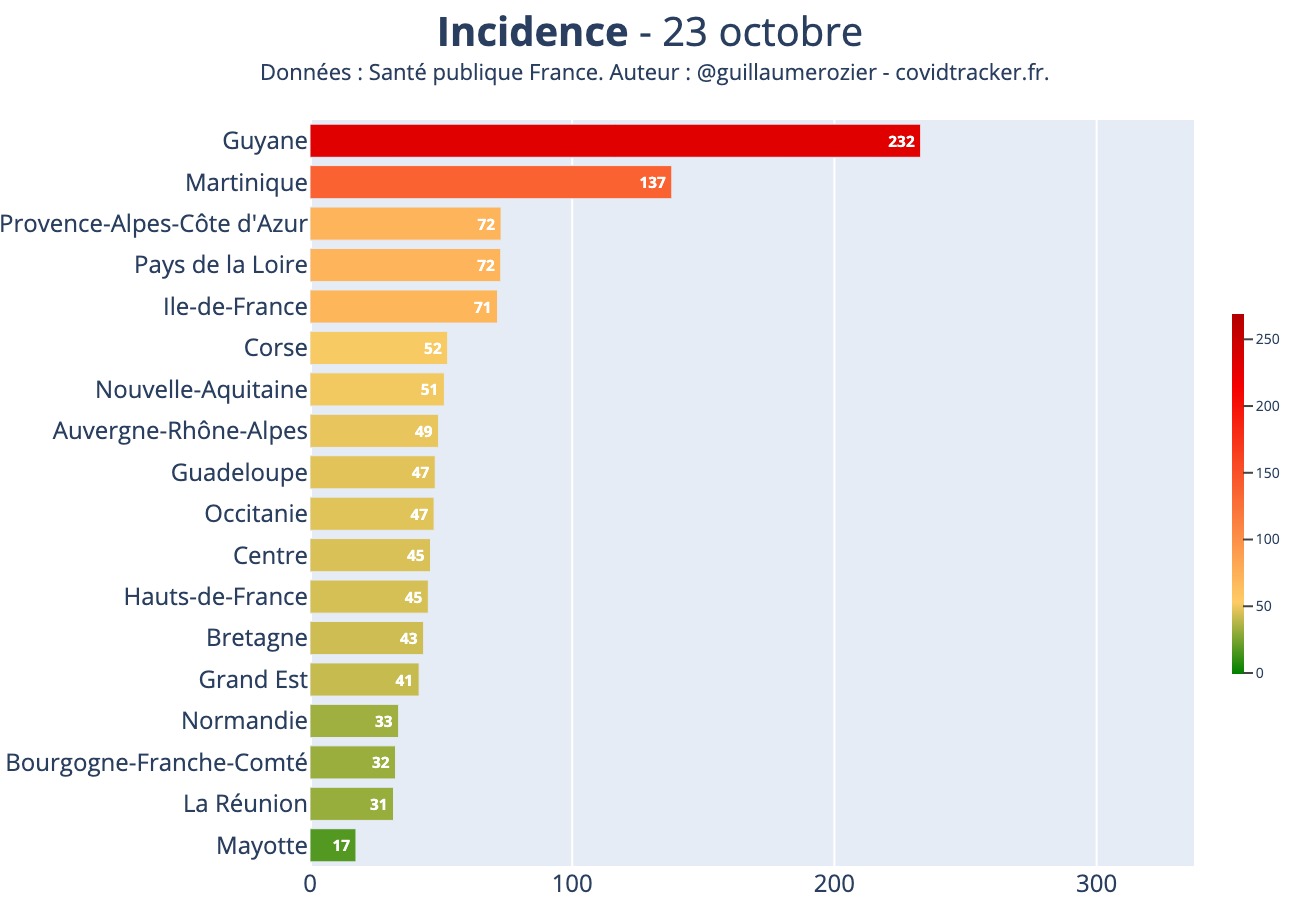 Incidence - 23 octobre
Données : Santé publique France. Auteur : @guillaumerozier - covidtracker.fr.
Guyane 232
Martinique 137
Provence-Alpes-Côte d'Azur 72
Pays de la Loire 72
Ile-de-France 71
Corse 52
Nouvelle-Aquitaine 51
Auvergne-Rhône-Alpes 49
Guadeloupe 47
Occitanie 47
Centre 45
Hauts-de-France 45
Bretagne 43
Grand Est 41
Normandie 33
Bourgogne-Franche-Comté 32
La Réunion 31
Mayotte 17
0 100 200 300
250
200
150
100
50
0